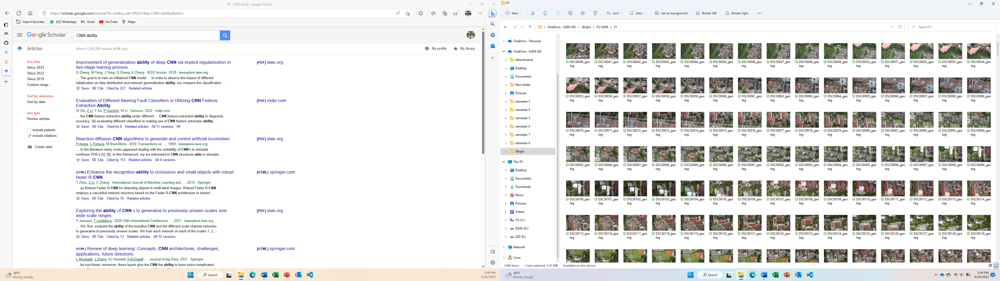 CNN ability - Google Scholar
https://scholar.google.com/scholar?hl=en&as_sdt=0%2C5&q=CNN+ability&btnG=
Import favorites
(42) WhatsApp
Gmail
YouTube
Maps
Google Scholar
CNN ability
Articles
About 1,260,000 results (0.08 sec)
My profile
My library
Any time
Since 2023
Since 2022
Since 2019
Custom range...
Sort by relevance
Sort by date
Any type
Review articles
include patents
include citations
Create alert
Improvement of generalization ability of deep CNN via implicit regularization in
two-stage training process
Q Zheng, M Yang, J Yang, Q Zhang, X Zhang - IEEE Access, 2018 - ieeexplore.ieee.org
... The goal is to train an initialized CNN model ... In order to observe the impact of different
initialization on data distribution and network generalization ability, we compare the classification ...
Save Cite Cited by 227 Related articles
[PDF] ieee.org
Evaluation of Different Bearing Fault Classifiers in Utilizing CNN Feature
Extraction Ability
W Xie, Z Li, Y Xu, P Gardoni, W Li - Sensors, 2022 - mdpi.com
... the CNN feature extraction ability under different ... CNN feature extraction ability in diagnosis
accuracy; (iii) evaluating different classifiers in making use of CNN feature extraction ability ...
Save Cite Cited by 6 Related articles All 11 versions
[PDF] mdpi.com
Reaction-diffusion CNN algorithms to generate and control artificial locomotion
P Arena, L Fortuna, M Branciforte - IEEE Transactions on ..., 1999 - ieeexplore.ieee.org
... In the literature many works appeared dealing with the suitability of CNN's to simulate
nonlinear PDE's [5], [8]. In this framework, we are interested in CNN structures able to simulate ...
Save Cite Cited by 113 Related articles All 4 versions
[PDF] ieee.org
[HTML] Enhance the recognition ability to occlusions and small objects with robust
faster R-CNN
T Zhou, Z Li, C Zhang - International Journal of Machine Learning and ..., 2019 - Springer
... as Robust Faster R-CNN for detecting objects in multi-label images. Robust Faster R-CNN
employs a cascaded network structure based on the Faster R-CNN architecture to extract ...
Save Cite Cited by 16 Related articles
[HTML] springer.com
Exploring the ability of CNN s to generalise to previously unseen scales over
wide scale ranges
Y Jansson, T Lindeberg - 2020 25th International Conference ..., 2021 - ieeexplore.ieee.org
... We, first, evaluate the ability of the baseline CNN and the different scale channel networks
to generalise to previously unseen scales. We train each network on each of the scales 1, 2, ...
Save Cite Cited by 13 Related articles All 10 versions
[PDF] ieee.org
[HTML] Review of deep learning: Concepts, CNN architectures, challenges,
applications, future directions
L Alzubaidi, J Zhang, AJ Humaidi, A Al-Dujaili... - Journal of big Data, 2021 - Springer
... be non-linear; moreover, these layers give the CNN the ability to learn extra-complicated
[HTML] springer.com
26°C
Mostly cloudy
Search
3:49 PM
4/28/2023
F1
New
Sort
View
Set as background
Rotate left
Rotate right
OneDrive - UGM 365 › Skripsi › FU UGM › F1
Search F1
OneDrive - Personal
OneDrive - UGM 365
Attachments
Desktop
Documents
New folder
Pictures
semester 3
semester 4
semester 5
semester 6
semester 7
semester 8
Skripsi
This PC
Desktop
Documents
Downloads
Music
Pictures
Videos
OS (C:)
DATA (D:)
SSD (E:)
Network
Linux
DSC00040_geotag DSC00041_geotag DSC00042_geotag DSC00043_geotag DSC00044_geotag DSC00045_geotag DSC00046_geotag DSC00047_geotag DSC00048_geotag DSC00049_geotag DSC00050_geotag DSC00051_geotag DSC00052_geotag DSC00053_geotag DSC00054_geotag
DSC00055_geotag DSC00056_geotag DSC00057_geotag DSC00058_geotag DSC00059_geotag DSC00060_geotag DSC00061_geotag DSC00062_geotag DSC00063_geotag DSC00064_geotag DSC00065_geotag DSC00066_geotag DSC00067_geotag DSC00068_geotag DSC00069_geotag
DSC00070_geotag DSC00071_geotag DSC00072_geotag DSC00073_geotag DSC00074_geotag DSC00075_geotag DSC00076_geotag DSC00077_geotag DSC00078_geotag DSC00079_geotag DSC00080_geotag DSC00081_geotag DSC00082_geotag DSC00083_geotag DSC00084_geotag
DSC00085_geotag DSC00086_geotag DSC00087_geotag DSC00088_geotag DSC00089_geotag DSC00090_geotag DSC00091_geotag DSC00092_geotag DSC00093_geotag DSC00094_geotag DSC00095_geotag DSC00096_geotag DSC00097_geotag DSC00098_geotag DSC00099_geotag
DSC00100_geotag DSC00101_geotag DSC00102_geotag DSC00103_geotag DSC00104_geotag DSC00105_geotag DSC00106_geotag DSC00107_geotag DSC00108_geotag DSC00109_geotag DSC00110_geotag DSC00111_geotag DSC00112_geotag DSC00113_geotag DSC00114_geotag
DSC00115_geotag DSC00116_geotag DSC00117_geotag DSC00118_geotag DSC00119_geotag DSC00120_geotag DSC00121_geotag DSC00122_geotag DSC00123_geotag DSC00124_geotag DSC00125_geotag DSC00126_geotag DSC00127_geotag DSC00128_geotag DSC00129_geotag
1,669 items 1 item selected 5.41 MB Available on this device
26°C
Mostly cloudy
Search
3:49 PM
4/28/2023
24